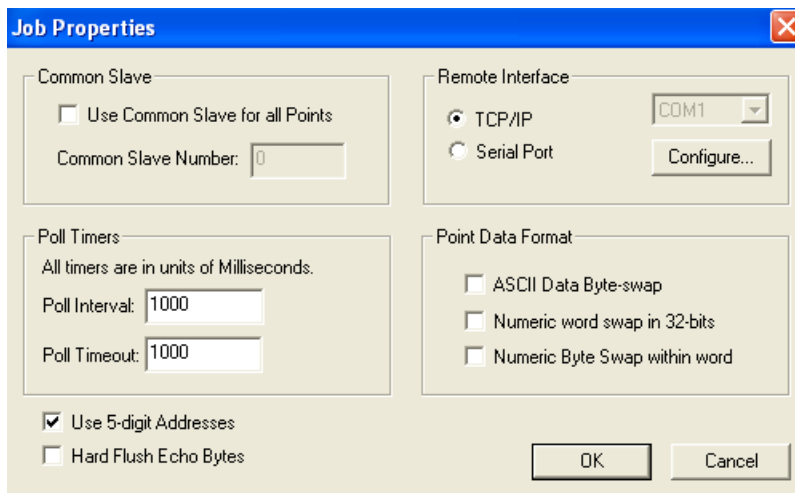 Job Properties
Common Slave
Use Common Slave for all Points
Common Slave Number: 0
Remote Interface
TCP/IP
COM1
Serial Port
Configure...
Poll Timers
All timers are in units of Milliseconds.
Poll Interval: 1000
Poll Timeout: 1000
Point Data Format
ASCII Data Byte-swap
Numeric word swap in 32-bits
Numeric Byte Swap within word
Use 5-digit Addresses
Hard Flush Echo Bytes
OK
Cancel